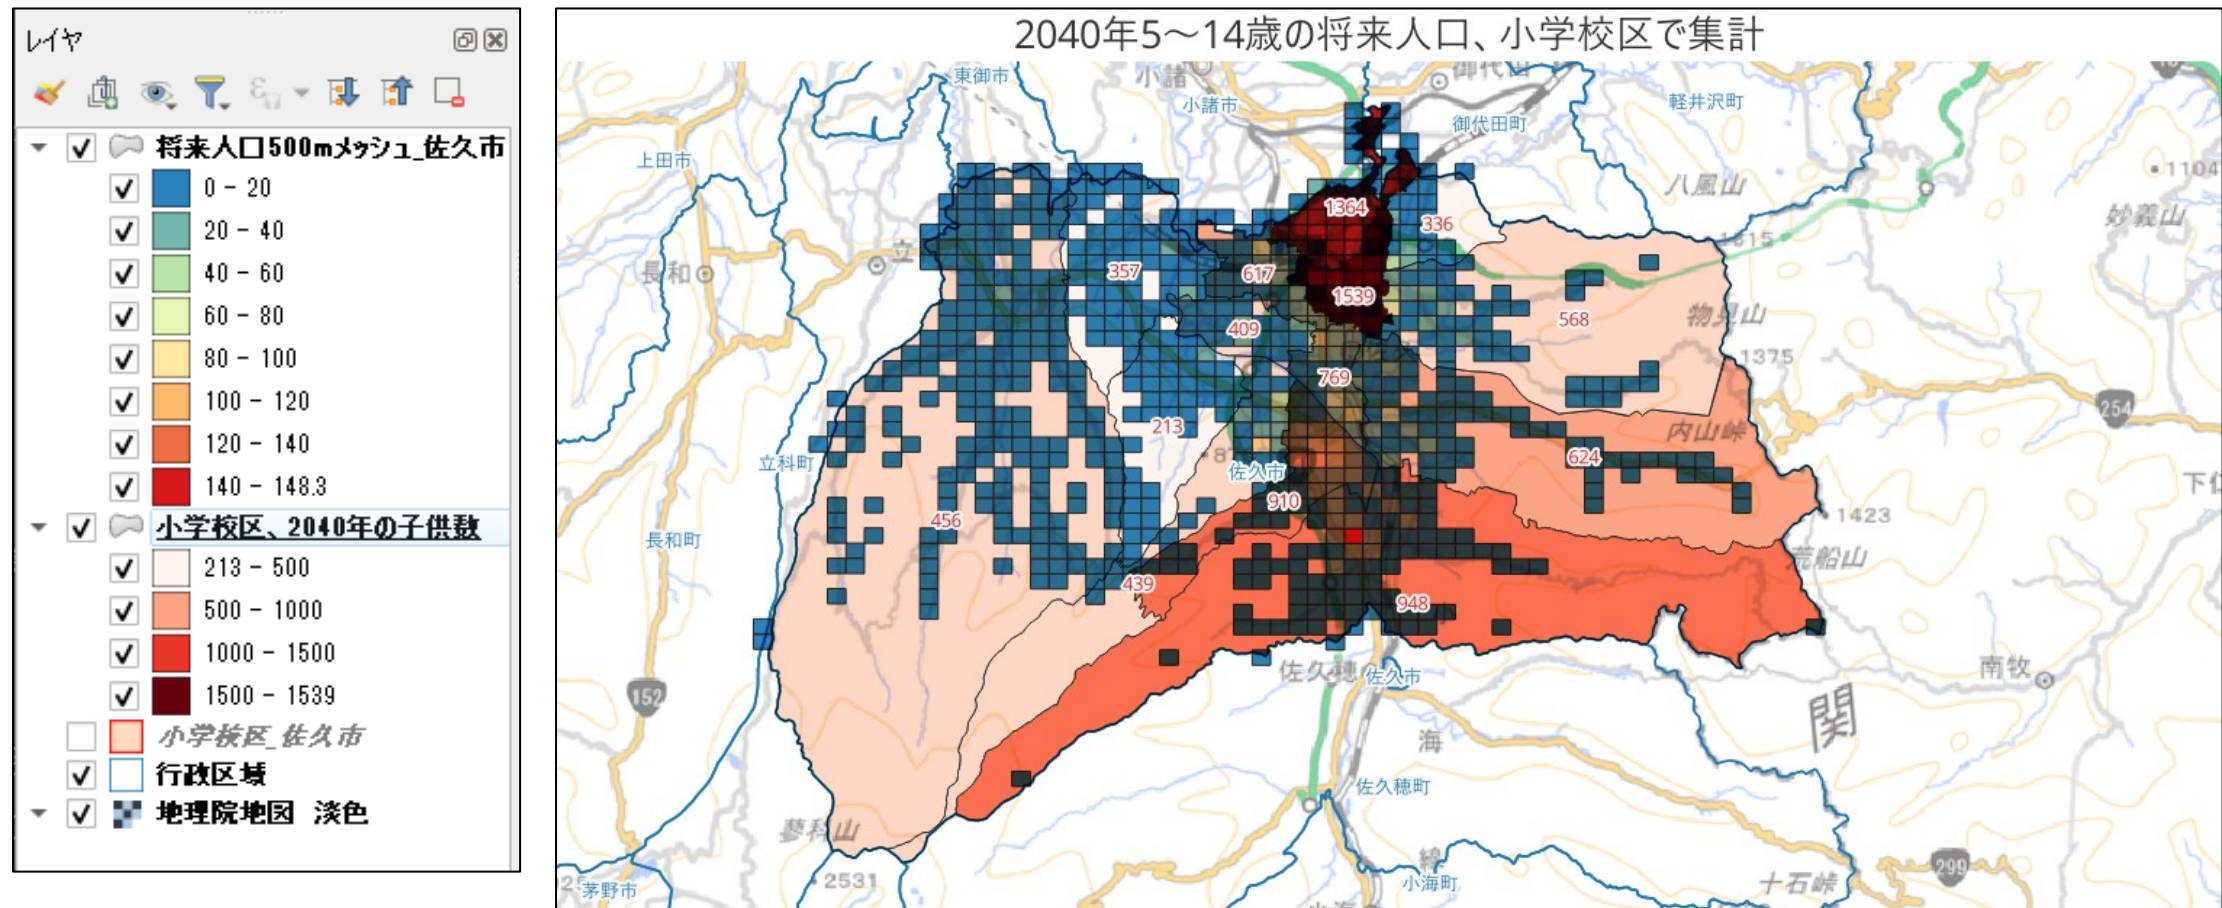 レイヤ
将来人口500mメッシュ_佐久市
0 - 20
20 - 40
40 - 60
60 - 80
80 - 100
100 - 120
120 - 140
140 - 148.3
小学校区、2040年の子供数
213 - 500
500 - 1000
1000 - 1500
1500 - 1539
小学校区_佐久市
行政区域
地理院地図 淡色
2040年5～14歳の将来人口、小学校区で集計
東御市
小諸
御代田
小諸市
軽井沢町
御代田町
上田市
1104
八風山
妙義山
1364
336
立
1615
長和
357
617
1539
568
物見山
409
1375
769
254
213
内山峠
624
立科町
佐久市
下仁
910
1423
456
長和町
荒船山
439
948
佐久穂
佐久市
南牧
152
関
海
佐久穂町
蓼科山
線
299
2531
小海町
十石峠
茅野市